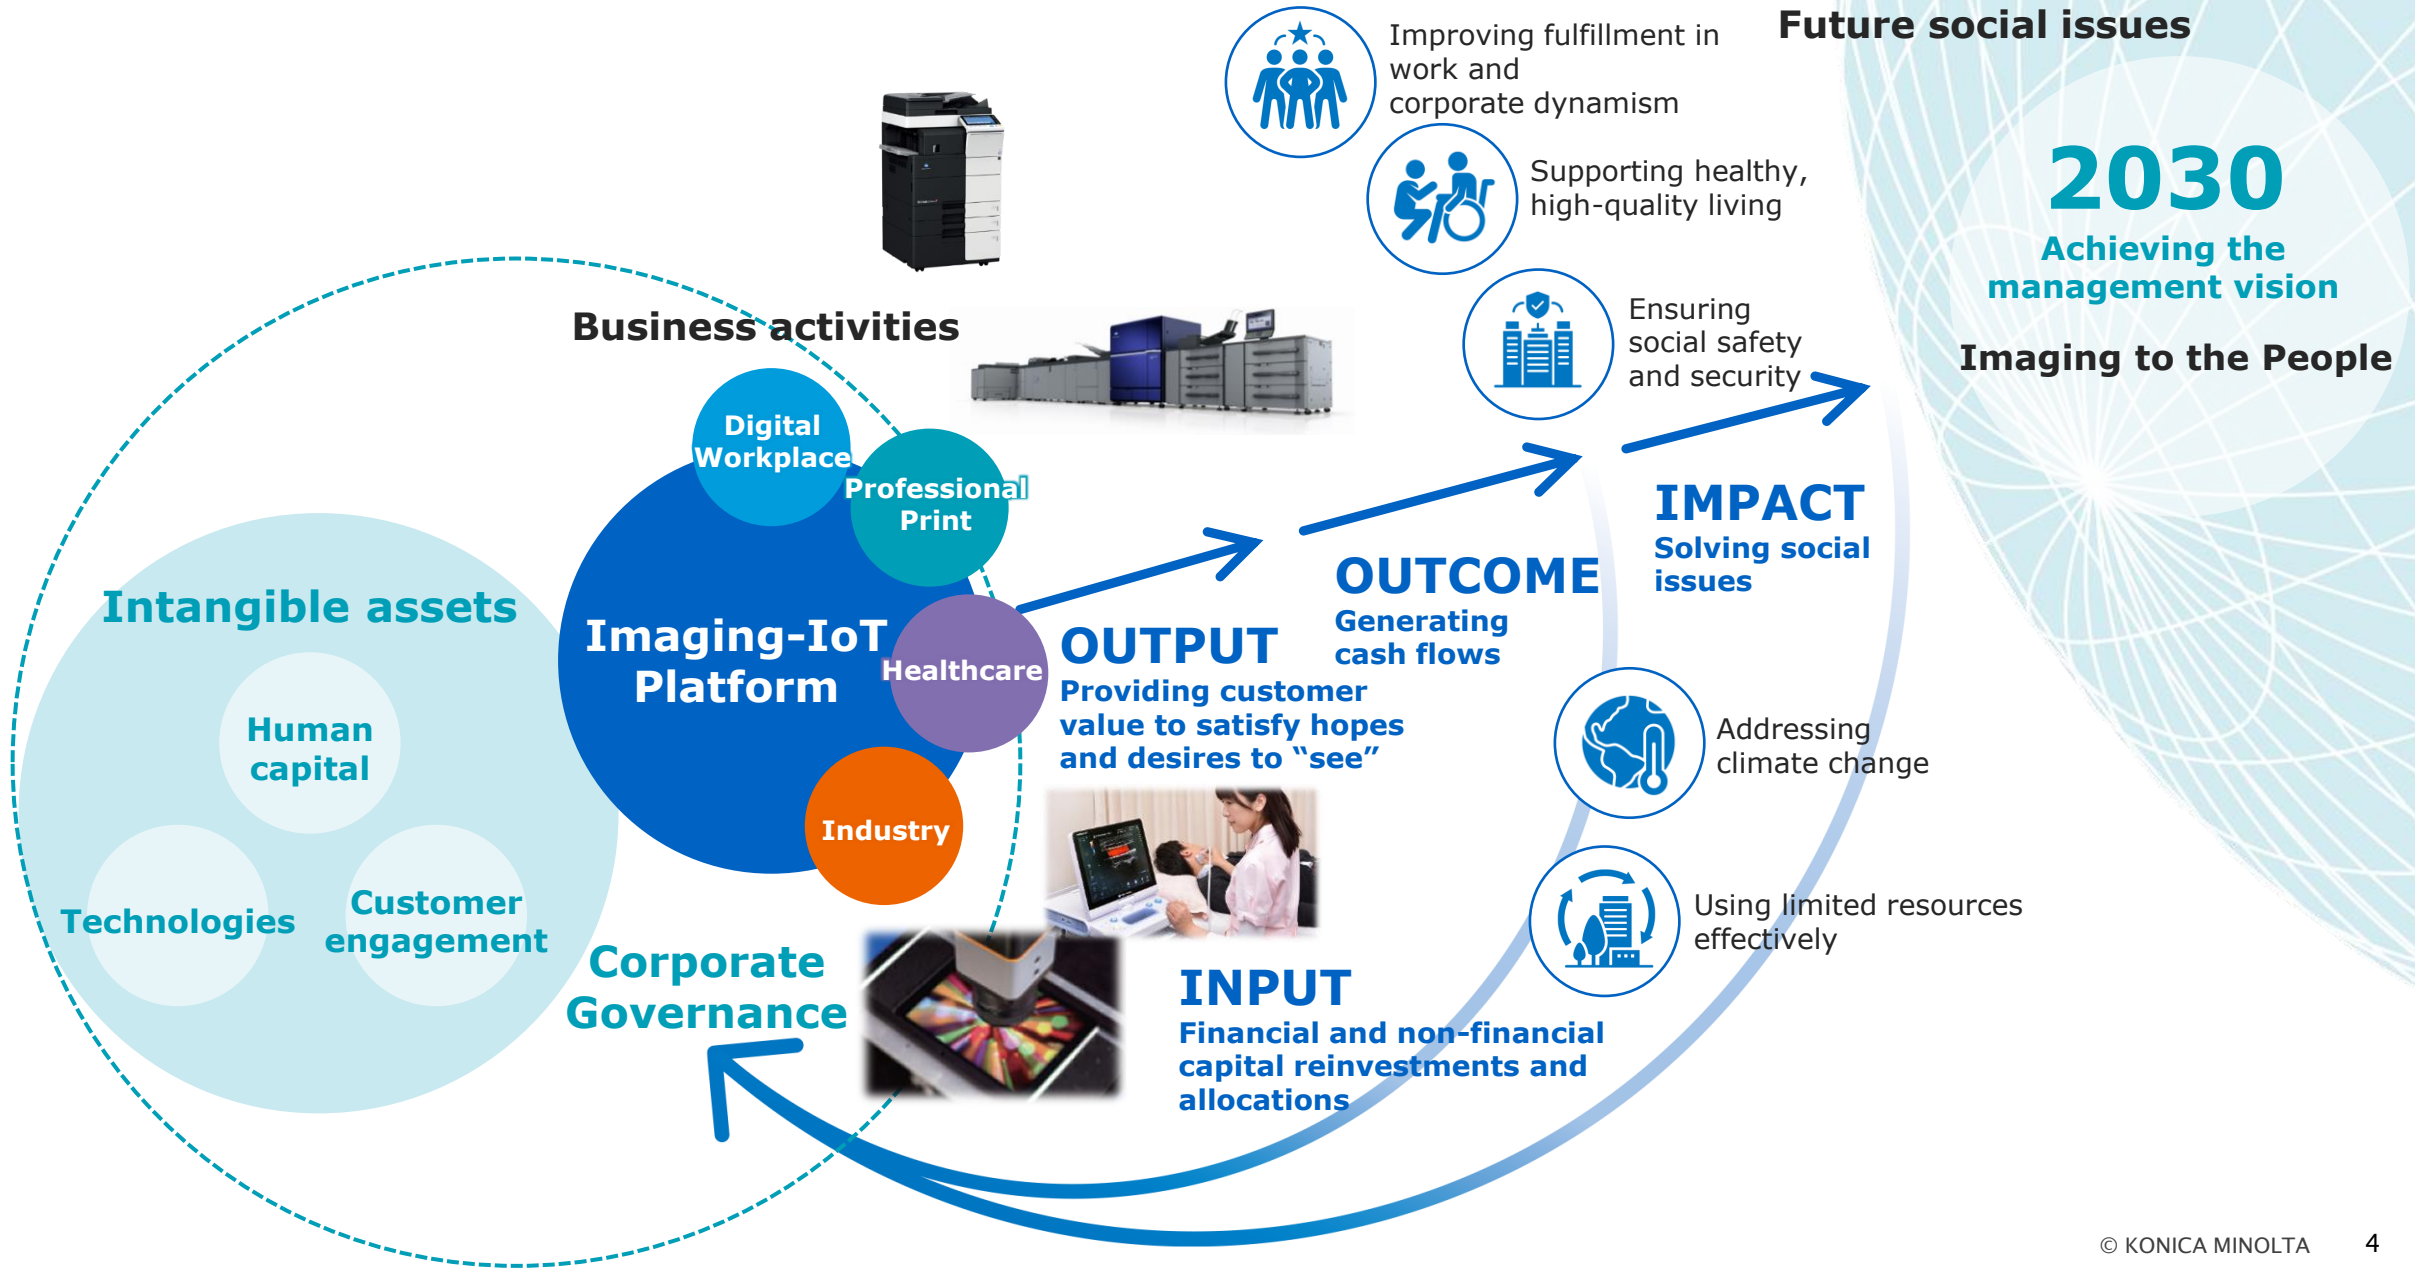 Future social issues
2030
Achieving the
management vision
Imaging to the People
Improving fulfillment in
work and
corporate dynamism
Supporting healthy,
high-quality living
Ensuring
social safety
and security
Business activities
Digital
Workplace
Professional
Print
Healthcare
Industry
Imaging-IoT
Platform
Intangible assets
Human
capital
Technologies
Customer
engagement
Corporate
Governance
OUTPUT
Providing customer
value to satisfy hopes
and desires to “see”
OUTCOME
Generating
cash flows
IMPACT
Solving social
issues
Addressing
climate change
Using limited resources
effectively
INPUT
Financial and non-financial
capital reinvestments and
allocations
© KONICA MINOLTA
4